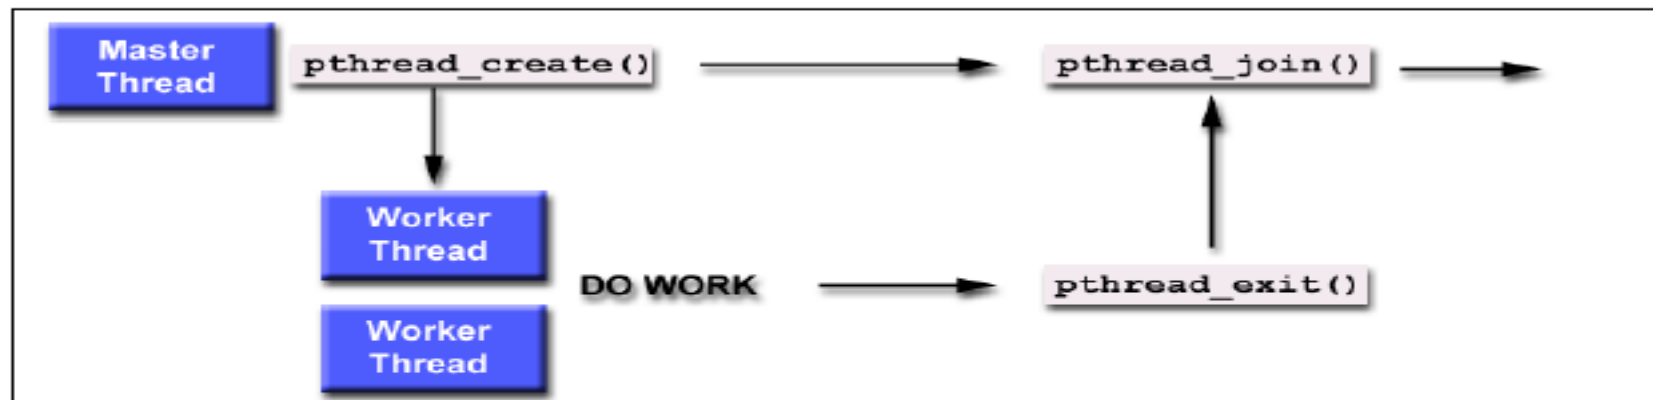 Master
Thread
pthread_create()
pthread_join()
Worker
Thread
DO WORK
pthread_exit()
Worker
Thread